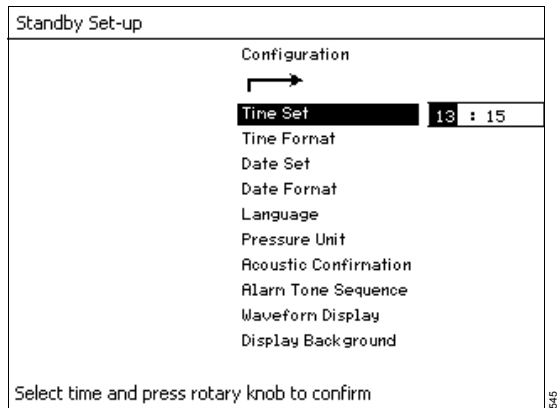 Standby Set-up
Configuration
Time Set 13 : 15
Time Format
Date Set
Date Format
Language
Pressure Unit
Acoustic Confirmation
Alarm Tone Sequence
Waveform Display
Display Background
Select time and press rotary knob to confirm
545